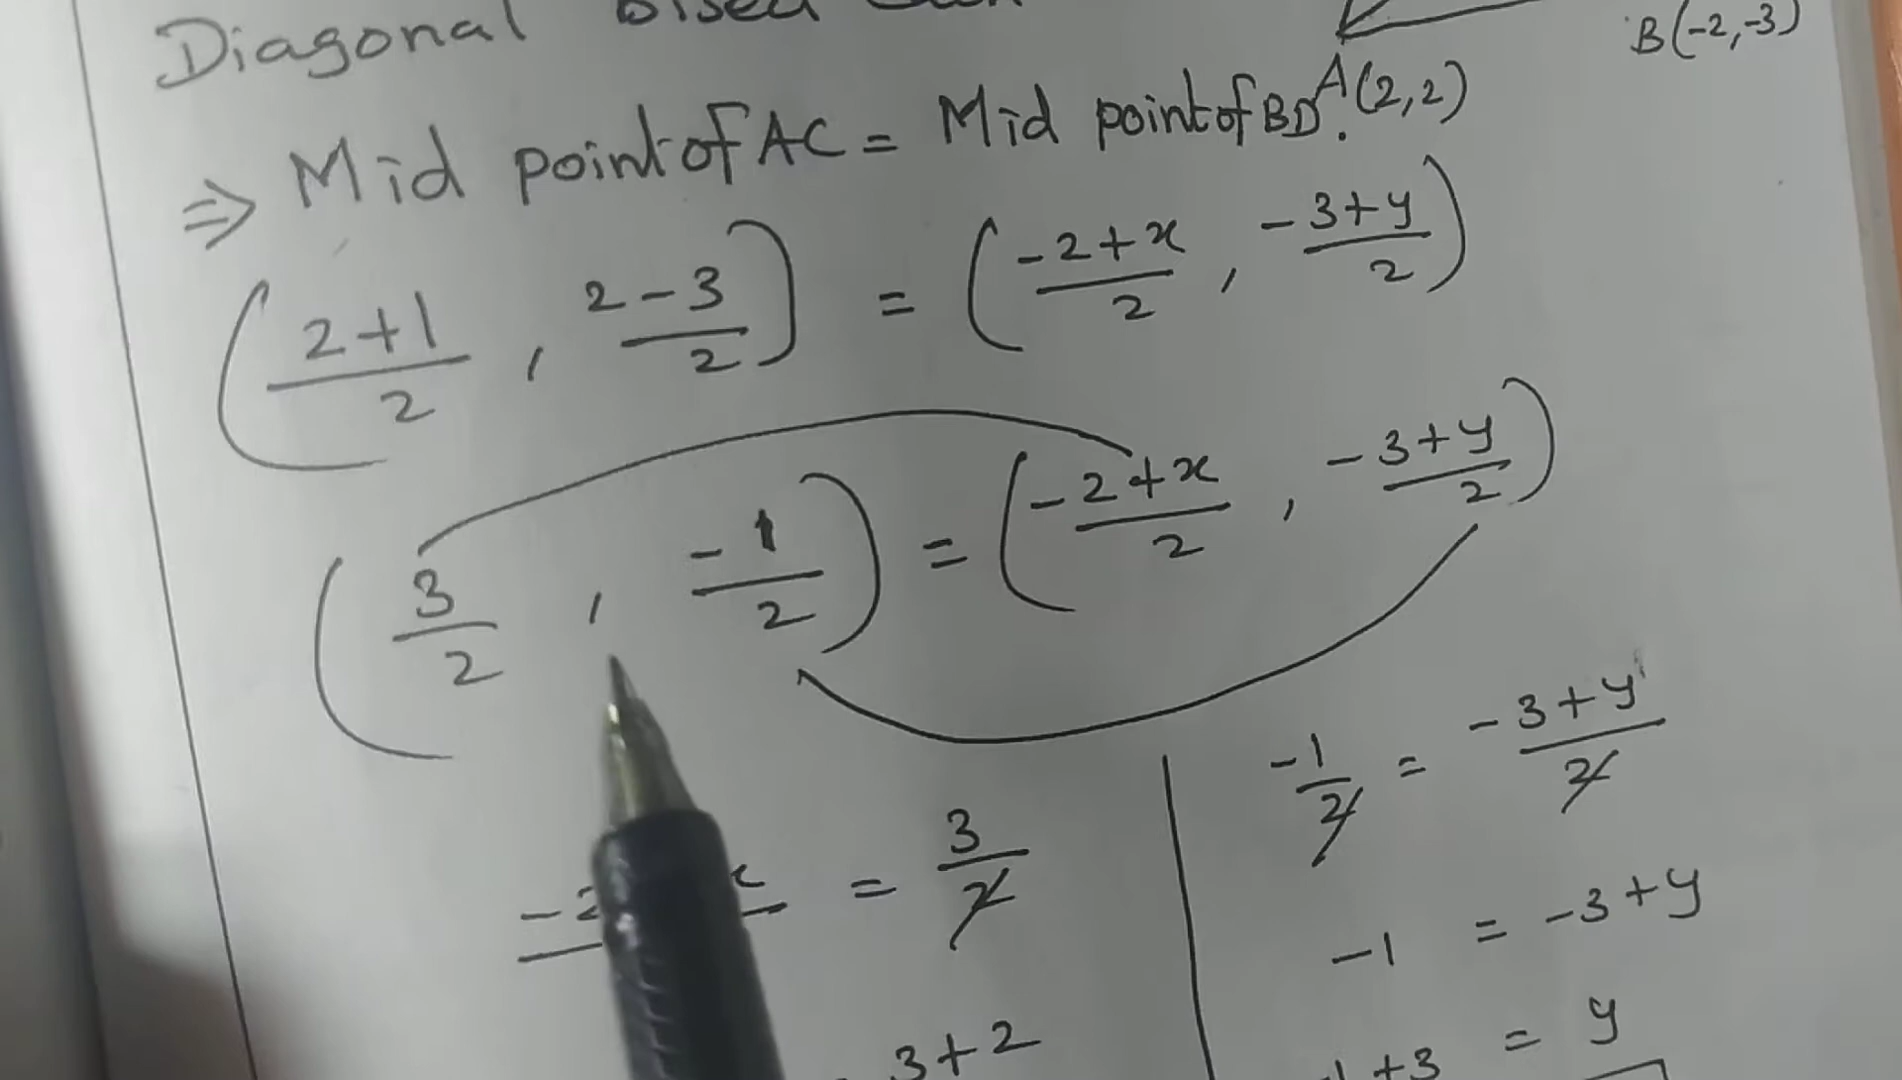 Diagonal bisect
B(-2,-3)
A(2,2)
⇒ Mid point of AC = Mid point of BD.
(2+1/2 , 2-3/2) = (-2+x/2 , -3+y/2)
(3/2 , -1/2) = (-2+x/2 , -3+y/2)
-1/2 = -3+y/2
= 3/2
-1 = -3+y
3+2
+3 = y